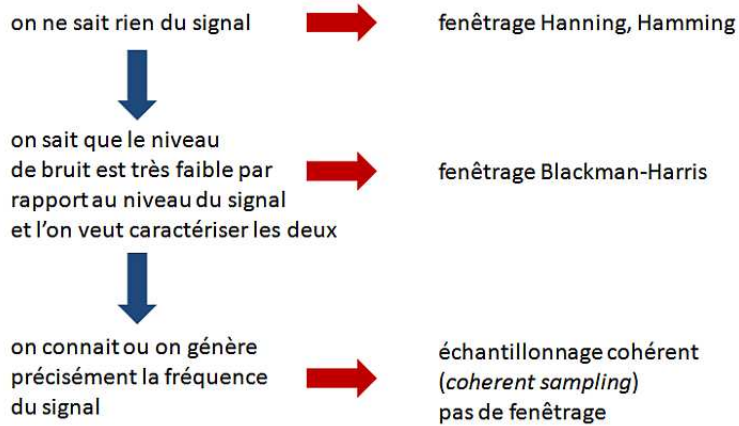 on ne sait rien du signal
fenêtrage Hanning, Hamming
on sait que le niveau
de bruit est très faible par
rapport au niveau du signal
et l'on veut caractériser les deux
fenêtrage Blackman-Harris
on connait ou on génère
précisément la fréquence
du signal
échantillonnage cohérent
(coherent sampling)
pas de fenêtrage